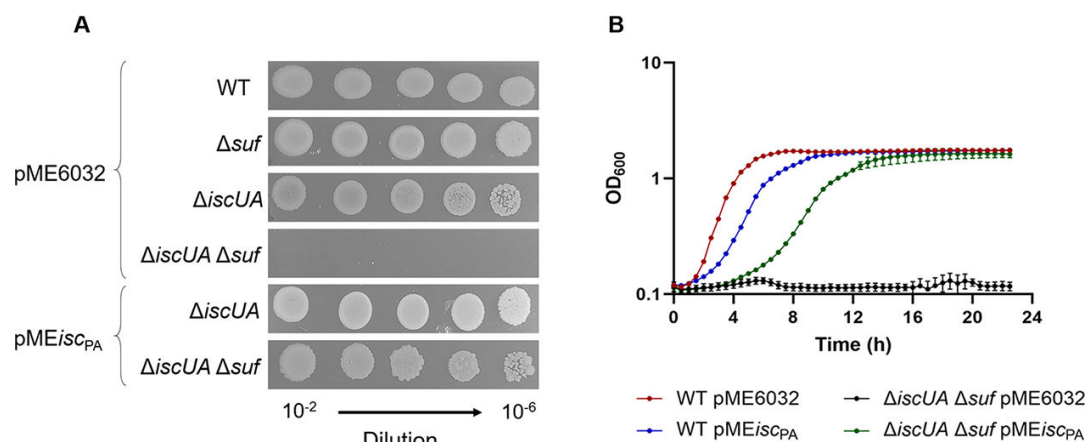 A
pME6032
WT
Δsuf
ΔiscUA
ΔiscUA Δsuf
pMEiscPA
ΔiscUA
ΔiscUA Δsuf
10-2
10-6
Dilution
B
OD600
10
1
0.1
0 4 8 12 16 20 24
Time (h)
WT pME6032
WT pMEiscPA
ΔiscUA Δsuf pME6032
ΔiscUA Δsuf pMEiscPA